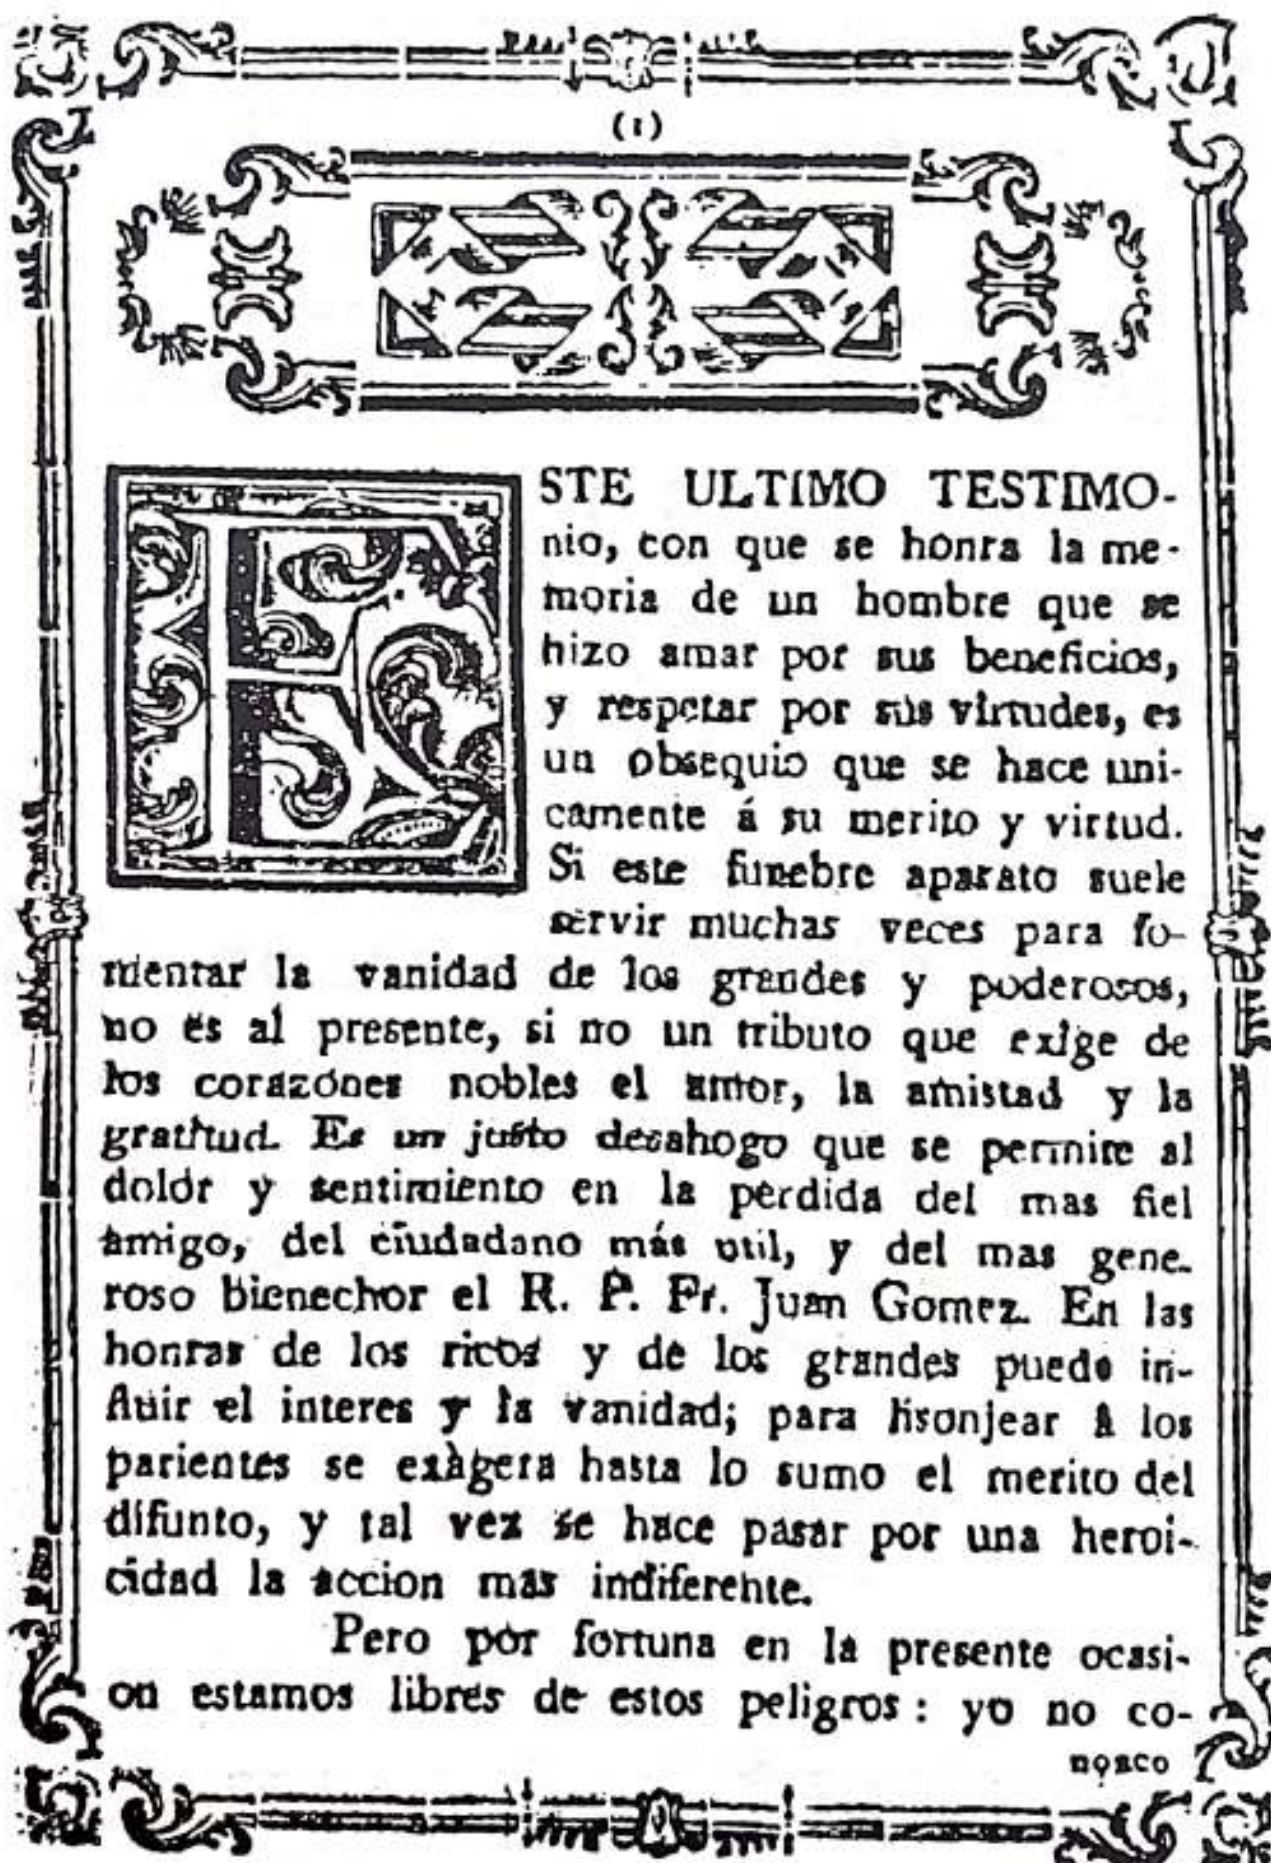 (1)
ESTE ULTIMO TESTIMO-
nio, con que se honra la me-
moria de un hombre que se
hizo amar por sus beneficios,
y respetar por sus virtudes, es
un obsequio que se hace uni-
camente á su merito y virtud.
Si este funebre aparato suele
servir muchas veces para fo-
mentar la vanidad de los grandes y poderosos,
no es al presente, si no un tributo que exige de
los corazones nobles el amor, la amistad y la
gratitud. Es un justo desahogo que se permite al
dolor y sentimiento en la perdida del mas fiel
amigo, del ciudadano más util, y del mas gene-
roso bienechor el R. P. Fr. Juan Gomez. En las
honras de los ricos y de los grandes puede in-
fluir el interes y la vanidad; para lisonjear á los
parientes se exàgera hasta lo sumo el merito del
difunto, y tal vez se hace pasar por una heroi-
cidad la accion mas indiferente.
Pero por fortuna en la presente ocasi-
on estamos libres de estos peligros: yo no co-
nosco